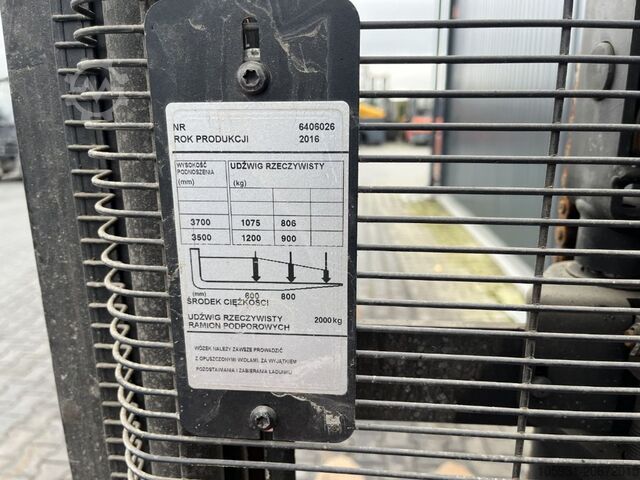 NR 6406026
ROK PRODUKCJI 2016
WYSOKOŚĆ PODNOSZENIA (mm) UDŹWIG RZECZYWISTY (kg)
3700 1075 806
3500 1200 900
(mm) 600 800
ŚRODEK CIĘŻKOŚCI
UDŹWIG RZECZYWISTY
RAMION PODPOROWYCH 2000kg
WÓZEK NALEŻY ZAWSZE PROWADZIĆ
Z OPUSZCZONYMI WIDŁAMI, ZA WYJĄTKIEM
POZOSTAWIANIA I ZABIERANIA ŁADUNKU